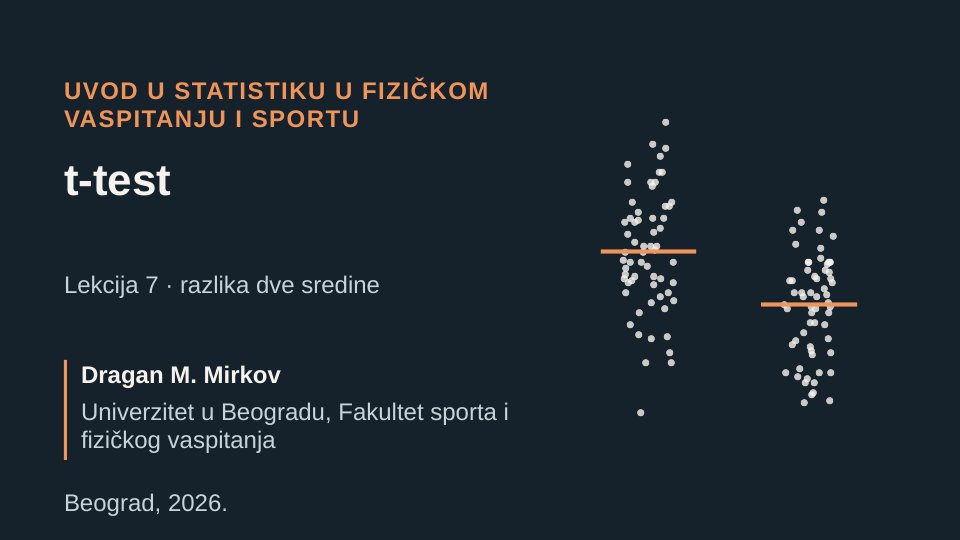 UVOD U STATISTIKU U FIZIČKOM
VASPITANJU I SPORTU
t-test
Lekcija 7 · razlika dve sredine
Dragan M. Mirkov
Univerzitet u Beogradu, Fakultet sporta i
fizičkog vaspitanja
Beograd, 2026.